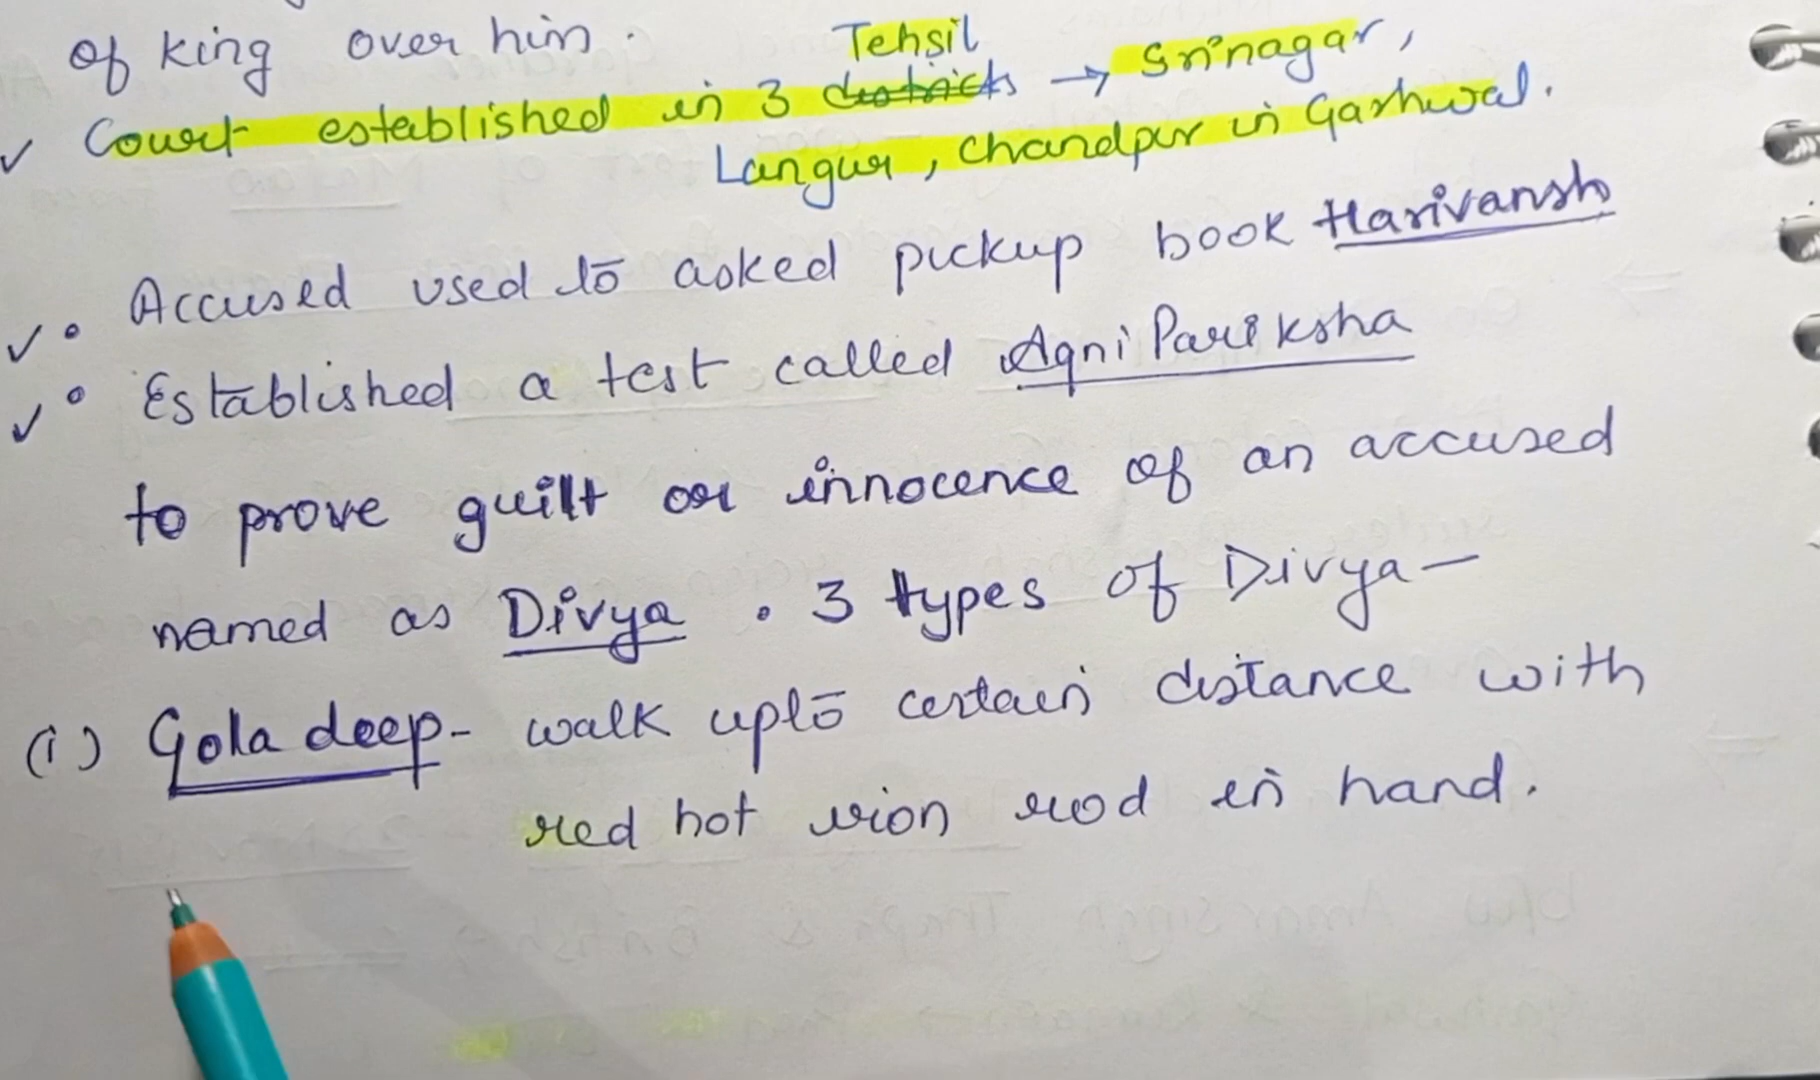 of king over him.
Tehsil
✓ Court established in 3 districts → Srinagar,
Langur, Chandpur in Garhwal.
✓ • Accused used to asked pickup book Harivansh
✓ • Established a test called Agni Pariksha
to prove guilt or innocence of an accused
named as Divya . 3 types of Divya -
(i) Gola deep - walk upto certain distance with
red hot iron rod in hand.